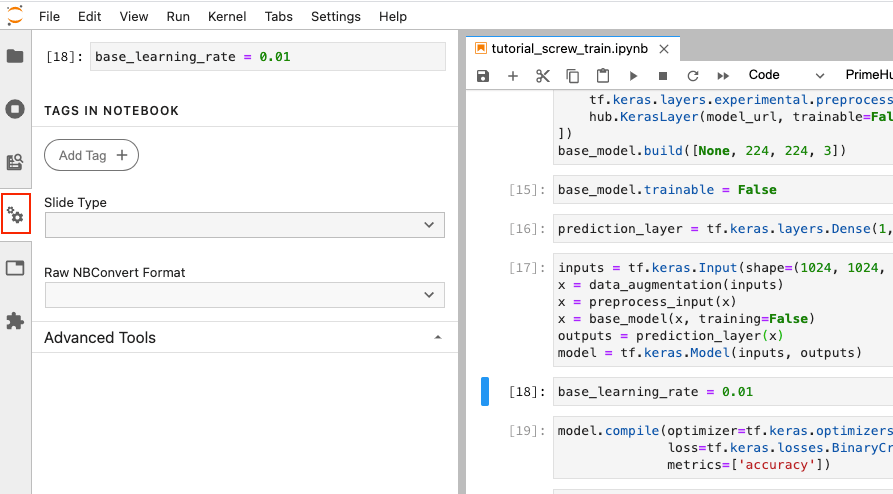 File Edit View Run Kernel Tabs Settings Help
[18]: base_learning_rate = 0.01
TAGS IN NOTEBOOK
Add Tag +
Slide Type
Raw NBConvert Format
Advanced Tools
tutorial_screw_train.ipynb
Code PrimeHu
tf.keras.layers.experimental.preprocess
hub.KerasLayer(model_url, trainable=Fal
])
base_model.build([None, 224, 224, 3])
[15]: base_model.trainable = False
[16]: prediction_layer = tf.keras.layers.Dense(1,
[17]: inputs = tf.keras.Input(shape=(1024, 1024,
x = data_augmentation(inputs)
x = preprocess_input(x)
x = base_model(x, training=False)
outputs = prediction_layer(x)
model = tf.keras.Model(inputs, outputs)
[18]: base_learning_rate = 0.01
[19]: model.compile(optimizer=tf.keras.optimizers
loss=tf.keras.losses.BinaryCr
metrics=['accuracy'])